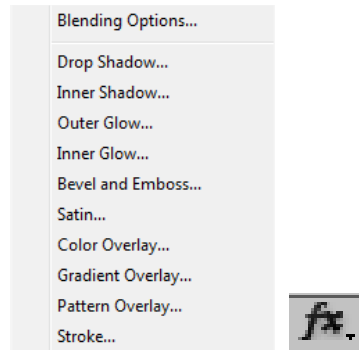 Blending Options...
Drop Shadow...
Inner Shadow...
Outer Glow...
Inner Glow...
Bevel and Emboss...
Satin...
Color Overlay...
Gradient Overlay...
Pattern Overlay...
Stroke...
fx.